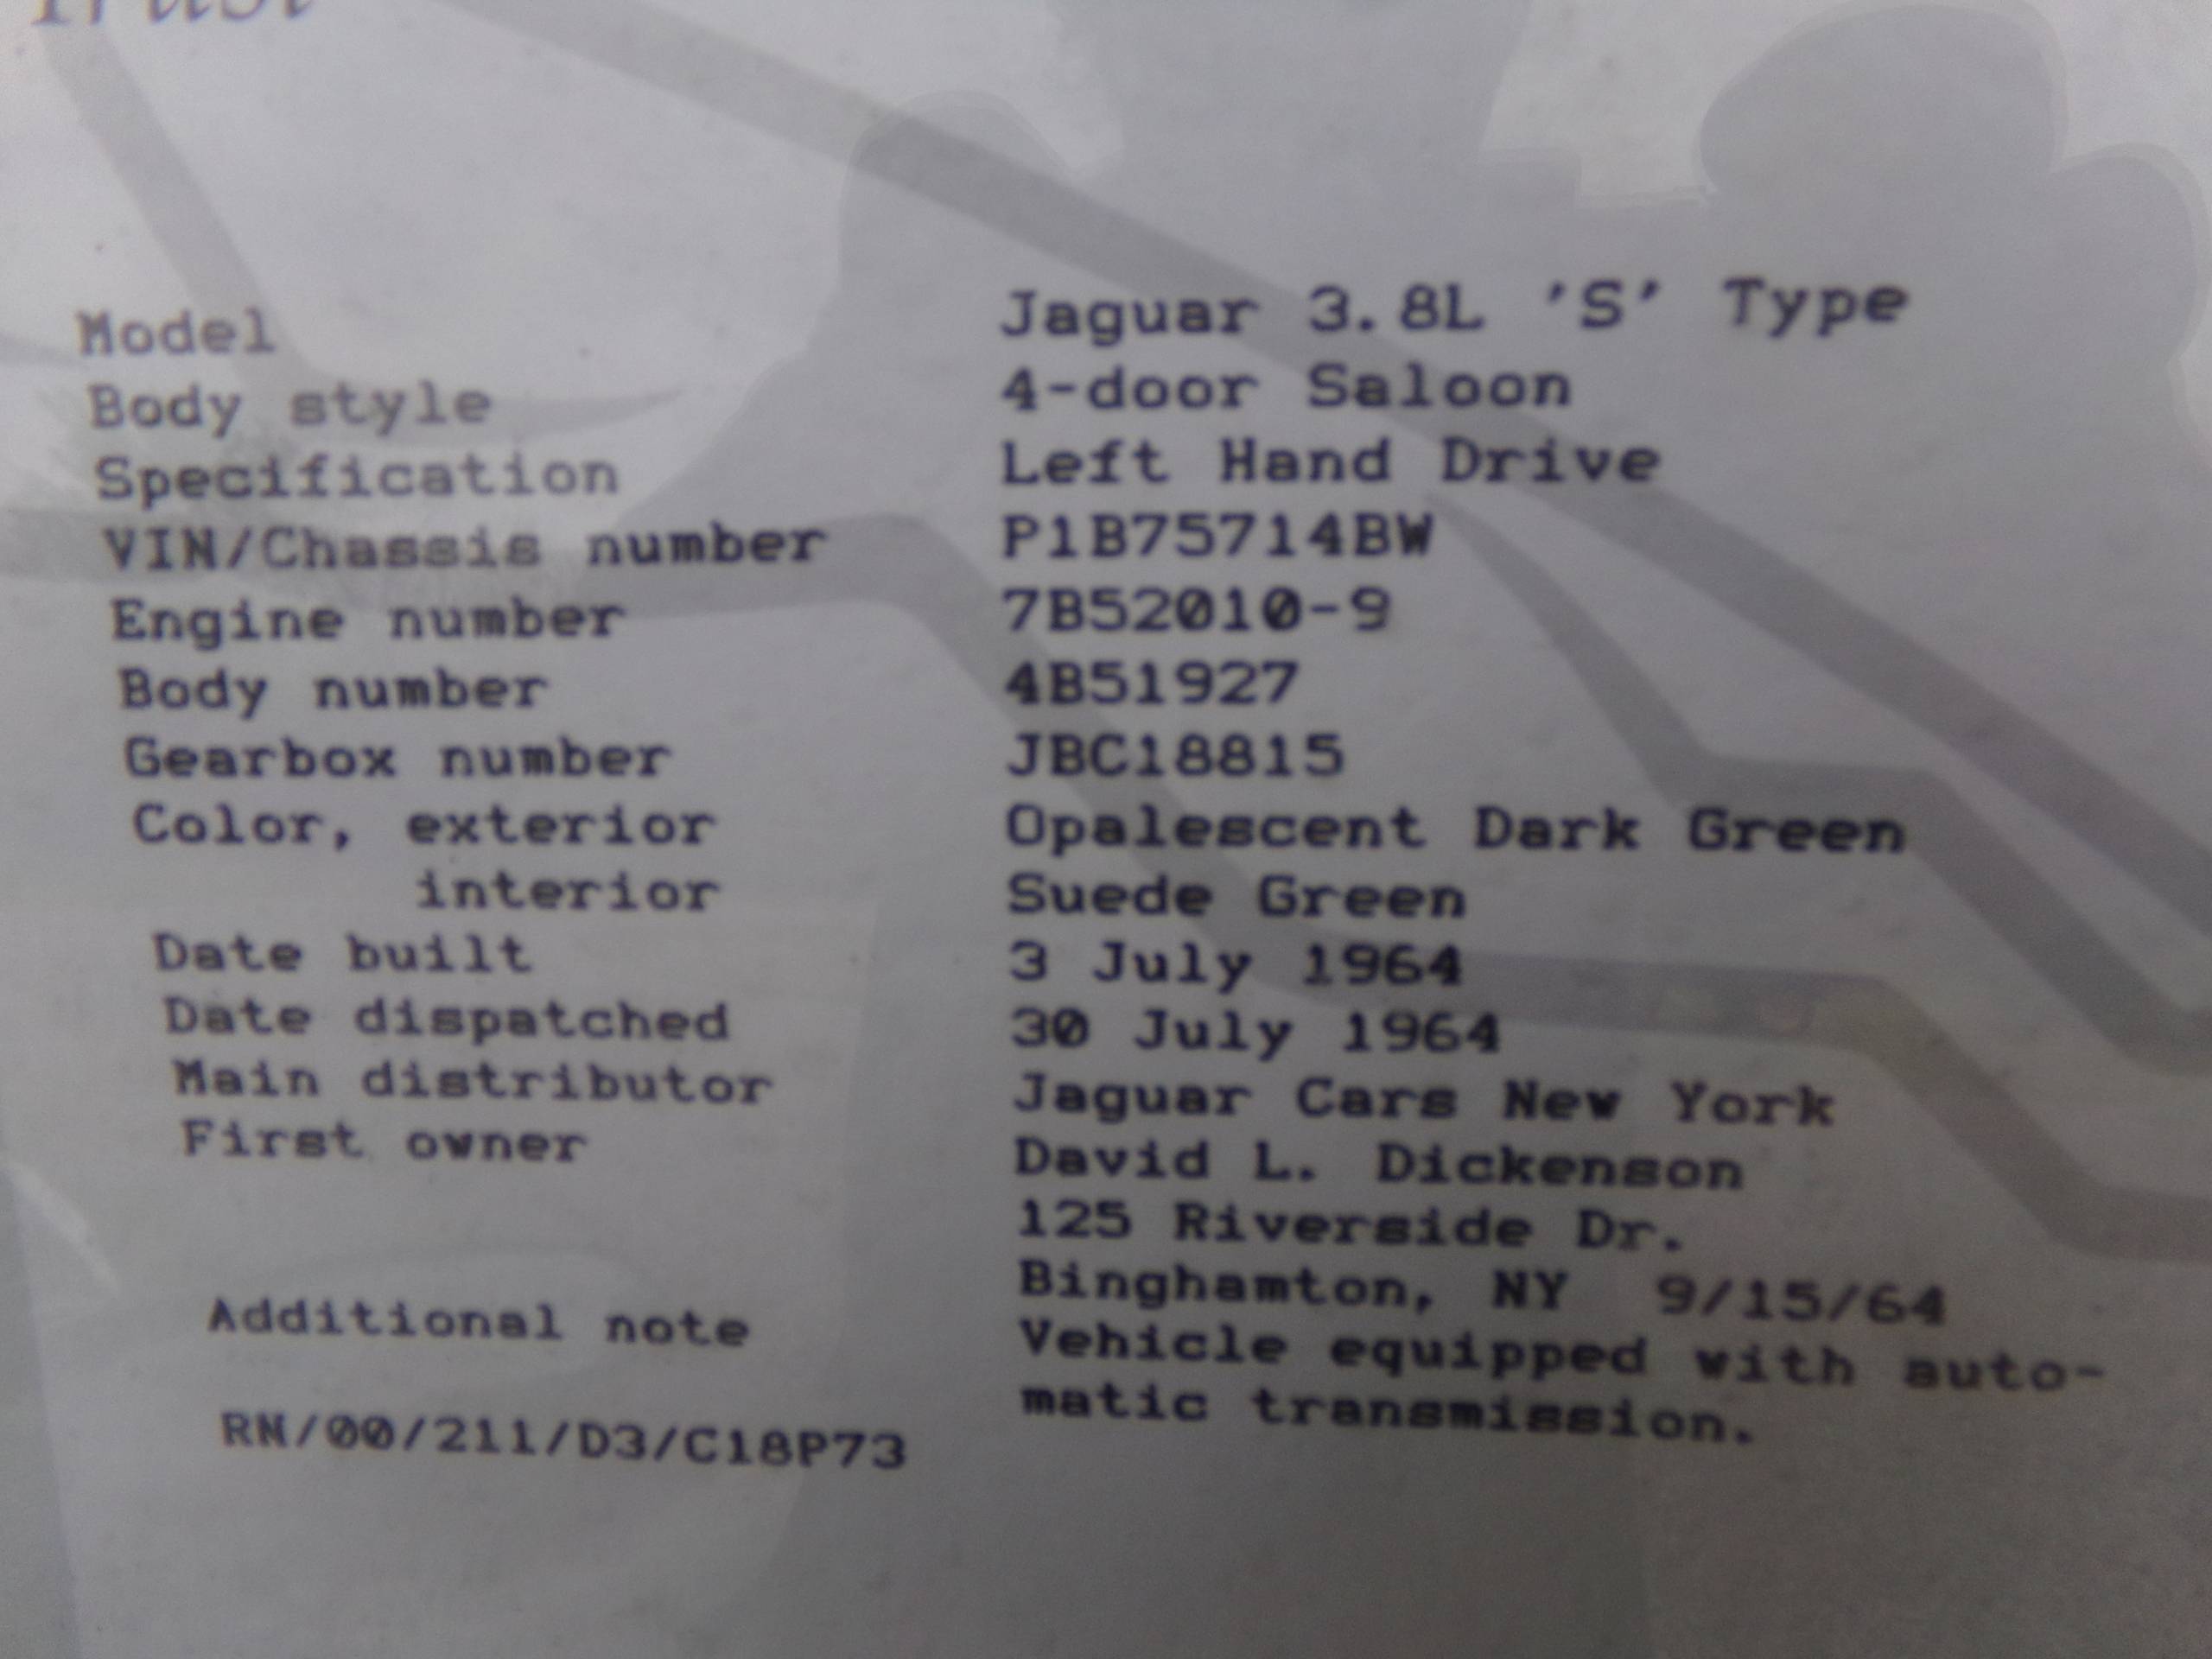 Trust
Model Jaguar 3.8L 'S' Type
Body style 4-door Saloon
Specification Left Hand Drive
VIN/Chassis number P1B75714BW
Engine number 7B52010-9
Body number 4B51927
Gearbox number JBC18815
Color, exterior Opalescent Dark Green
interior Suede Green
Date built 3 July 1964
Date dispatched 30 July 1964
Main distributor Jaguar Cars New York
First owner David L. Dickenson
125 Riverside Dr.
Binghamton, NY 9/15/64
Additional note Vehicle equipped with auto-
matic transmission.
RN/00/211/D3/C18P73